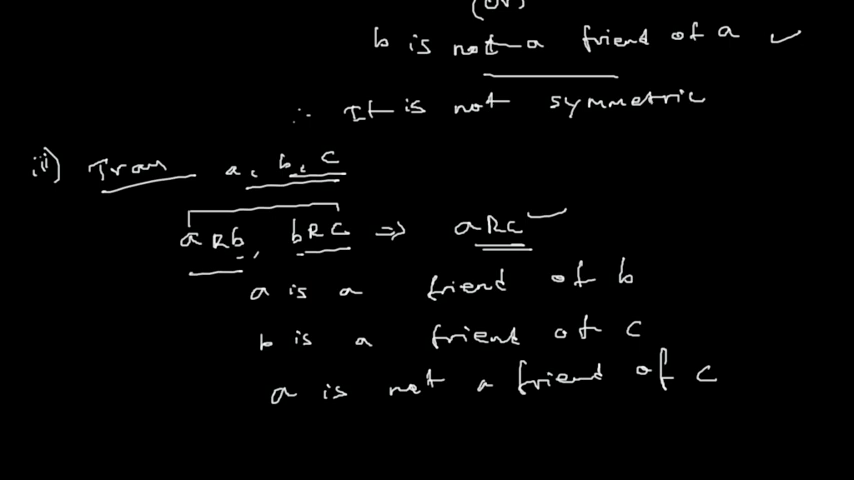 (or)
b is not a friend of a ✓
∴ It is not symmetric
iii) Tran a, b, c
aRb, bRc ⇒ aRc ✓
a is a friend of b
b is a friend of c
a is not a friend of c